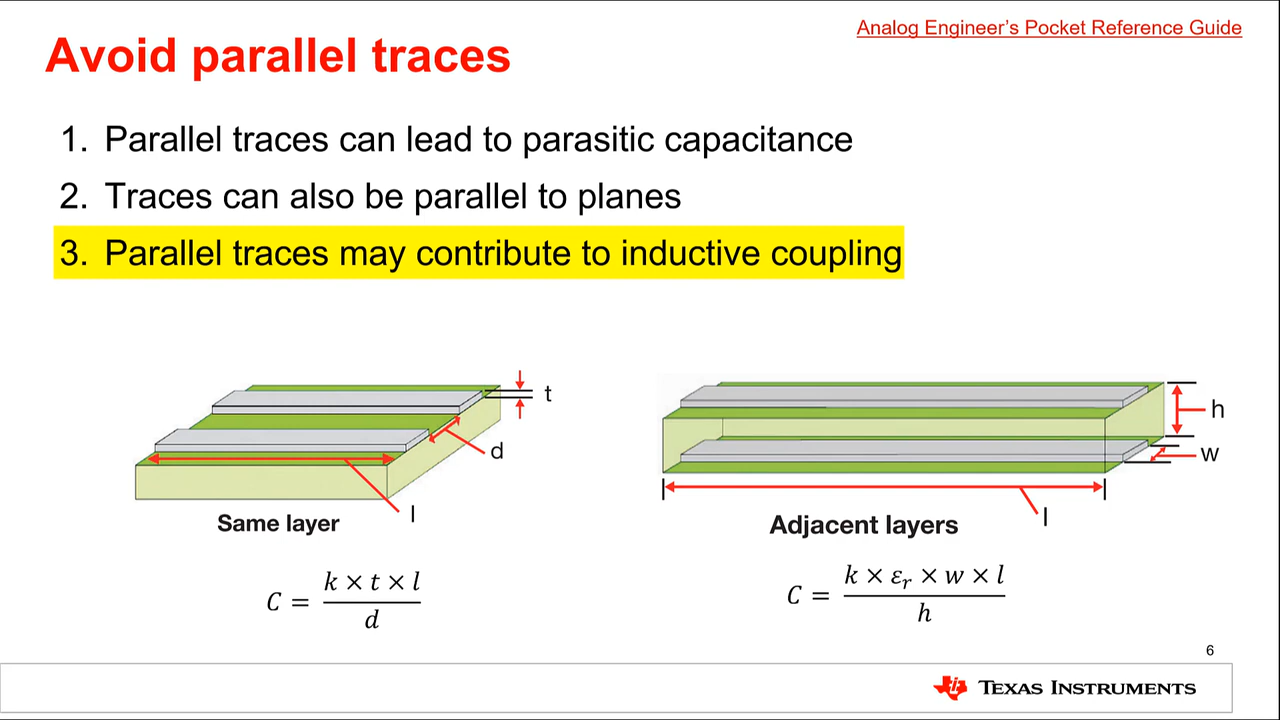 Analog Engineer's Pocket Reference Guide
Avoid parallel traces
1. Parallel traces can lead to parasitic capacitance
2. Traces can also be parallel to planes
3. Parallel traces may contribute to inductive coupling
t
d
l
Same layer
h
w
l
Adjacent layers
C = k × t × l / d
C = k × εr × w × l / h
6
TEXAS INSTRUMENTS